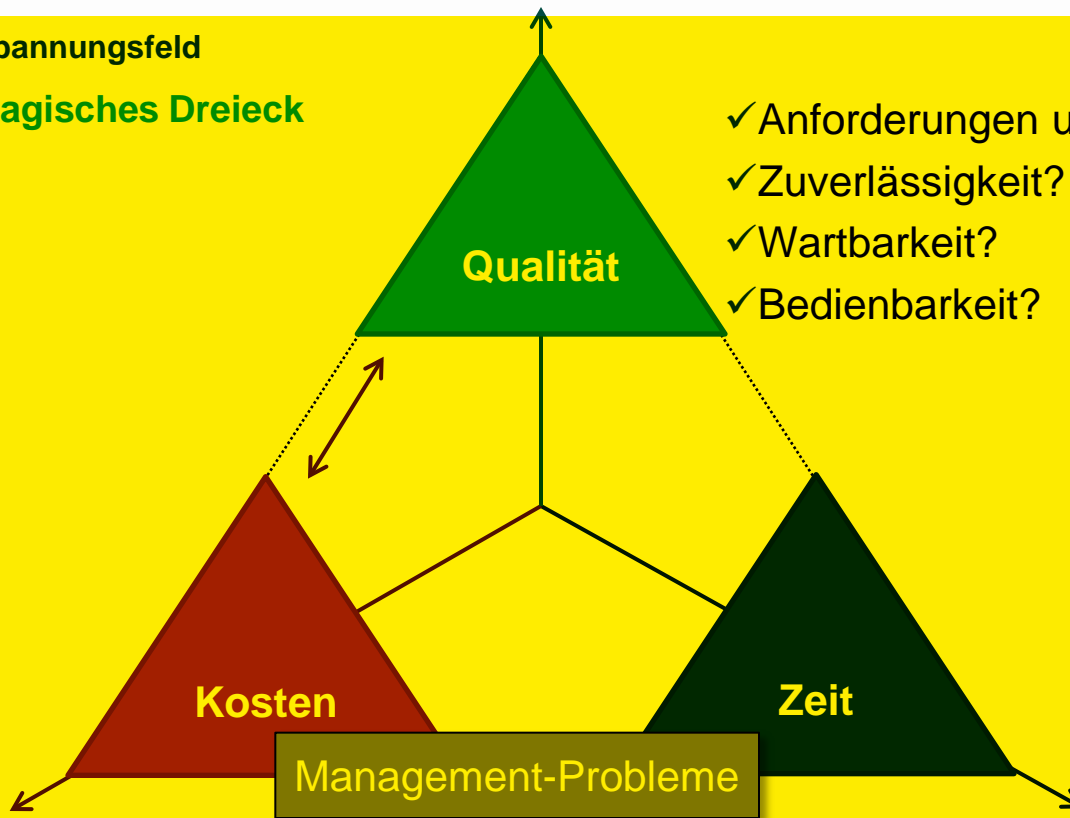 pannungsfeld
agisches Dreieck
✓Anforderungen u
✓Zuverlässigkeit?
✓Wartbarkeit?
✓Bedienbarkeit?
Qualität
Kosten
Zeit
Management-Probleme